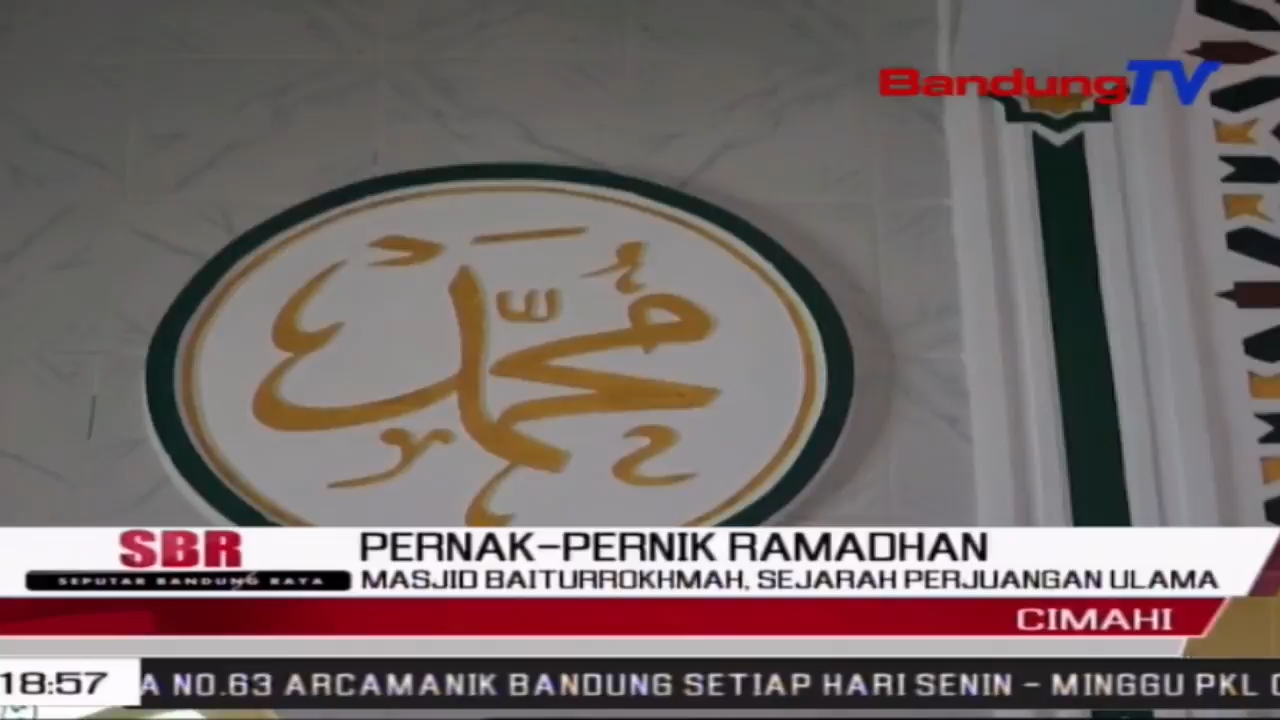 BandungTV
محمد
SBR
SEPUTAR BANDUNG RAYA
PERNAK-PERNIK RAMADHAN
MASJID BAITURROKHMAH, SEJARAH PERJUANGAN ULAMA
CIMAHI
18:57
A NO.63 ARCAMANIK BANDUNG SETIAP HARI SENIN - MINGGU PKL